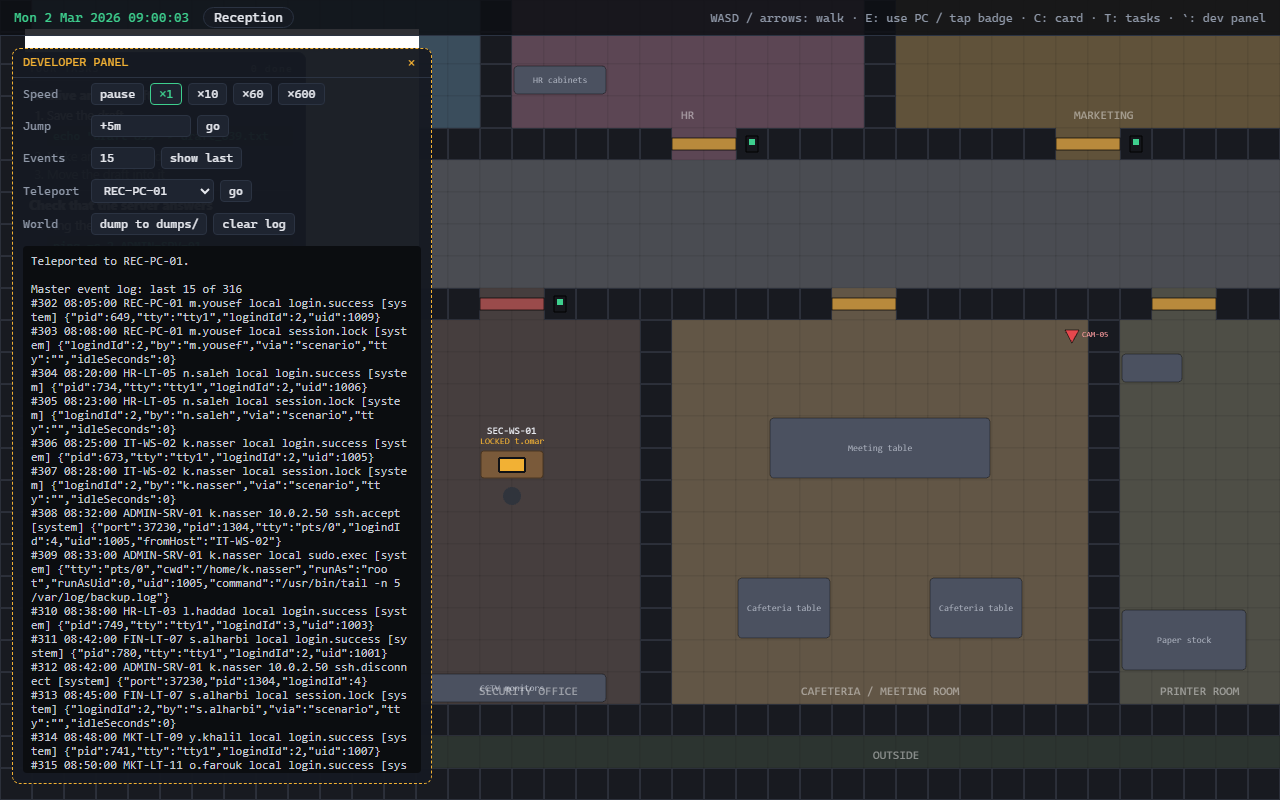 Mon 2 Mar 2026 09:00:03 Reception WASD / arrows: walk · E: use PC / tap badge · C: card · T: tasks · `: dev panel
DEVELOPER PANEL ×
Speed pause ×1 ×10 ×60 ×600
Jump +5m go
Events 15 show last
Teleport REC-PC-01 go
World dump to dumps/ clear log
Teleported to REC-PC-01.
Master event log: last 15 of 316
#302 08:05:00 REC-PC-01 m.yousef local login.success [sys
tem] {"pid":649,"tty":"tty1","logindId":2,"uid":1009}
#303 08:08:00 REC-PC-01 m.yousef local session.lock [syst
em] {"logindId":2,"by":"m.yousef","via":"scenario","tt
y":"","idleSeconds":0}
#304 08:20:00 HR-LT-05 n.saleh local login.success [syste
m] {"pid":734,"tty":"tty1","logindId":2,"uid":1006}
#305 08:23:00 HR-LT-05 n.saleh local session.lock [syste
m] {"logindId":2,"by":"n.saleh","via":"scenario","tt
y":"","idleSeconds":0}
#306 08:25:00 IT-WS-02 k.nasser local login.success [syst
em] {"pid":673,"tty":"tty1","logindId":2,"uid":1005}
#307 08:28:00 IT-WS-02 k.nasser local session.lock [syste
m] {"logindId":2,"by":"k.nasser","via":"scenario","tt
y":"","idleSeconds":0}
#308 08:32:00 ADMIN-SRV-01 k.nasser 10.0.2.50 ssh.accept
[system] {"port":37230,"pid":1304,"tty":"pts/0","logindI
d":4,"uid":1005,"fromHost":"IT-WS-02"}
#309 08:33:00 ADMIN-SRV-01 k.nasser local sudo.exec [syst
em] {"tty":"pts/0","cwd":"/home/k.nasser","runAs":"roo
t","runAsUid":0,"uid":1005,"command":"/usr/bin/tail -n 5
/var/log/backup.log"}
#310 08:38:00 HR-LT-03 l.haddad local login.success [syst
em] {"pid":749,"tty":"tty1","logindId":3,"uid":1003}
#311 08:42:00 FIN-LT-07 s.alharbi local login.success [sy
stem] {"pid":780,"tty":"tty1","logindId":2,"uid":1001}
#312 08:42:00 ADMIN-SRV-01 k.nasser 10.0.2.50 ssh.disconn
ect [system] {"port":37230,"pid":1304,"logindId":4}
#313 08:45:00 FIN-LT-07 s.alharbi local session.lock [sys
tem] {"logindId":2,"by":"s.alharbi","via":"scenario","tt
y":"","idleSeconds":0}
#314 08:48:00 MKT-LT-09 y.khalil local login.success [sys
tem] {"pid":741,"tty":"tty1","logindId":2,"uid":1007}
#315 08:50:00 MKT-LT-11 o.farouk local login.success [sys
HR cabinets
HR
MARKETING
CAM-05
SEC-WS-01
LOCKED t.omar
Meeting table
Cafeteria table
Cafeteria table
Paper stock
CCTV monitors
SECURITY OFFICE
CAFETERIA / MEETING ROOM
PRINTER ROOM
OUTSIDE